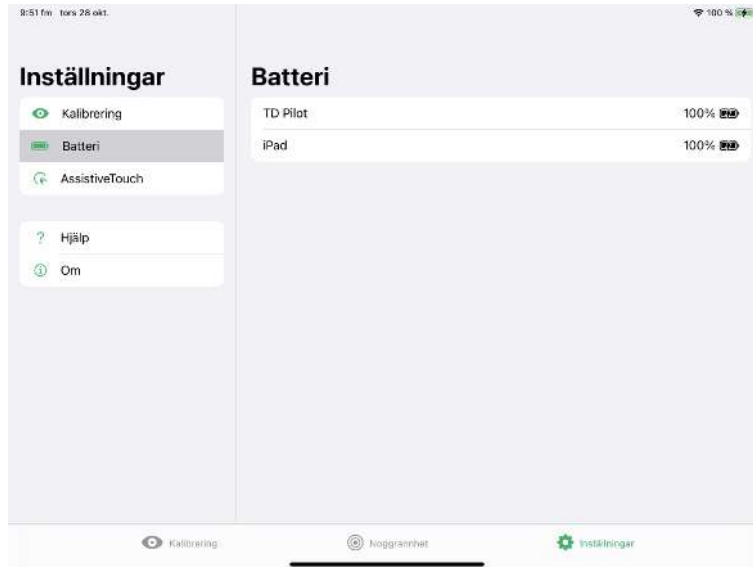 9:51 fm tors 28 okt. 100 %
Inställningar
Kalibrering
Batteri
AssistiveTouch
Hjälp
Om
Batteri
TD Pilot 100%
iPad 100%
Kalibrering Noggrannhet Inställningar